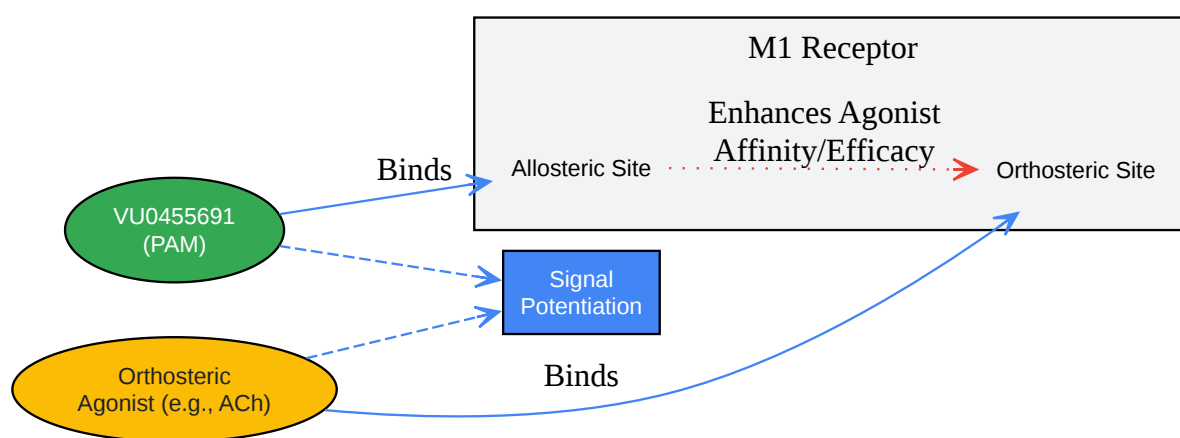 M1 Receptor
Enhances Agonist
Affinity/Efficacy
Binds
Allosteric Site
Orthosteric Site
VU0455691
(PAM)
Signal
Potentiation
Binds
Orthosteric
Agonist (e.g., ACh)